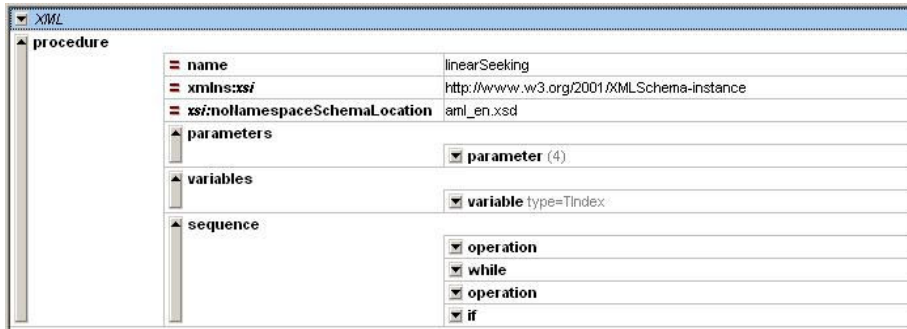 XML
procedure
= name linearSeeking
= xmlns:xsi http://www.w3.org/2001/XMLSchema-instance
= xsi:noNamespaceSchemaLocation aml_en.xsd
parameters
parameter (4)
variables
variable type=TIndex
sequence
operation
while
operation
if